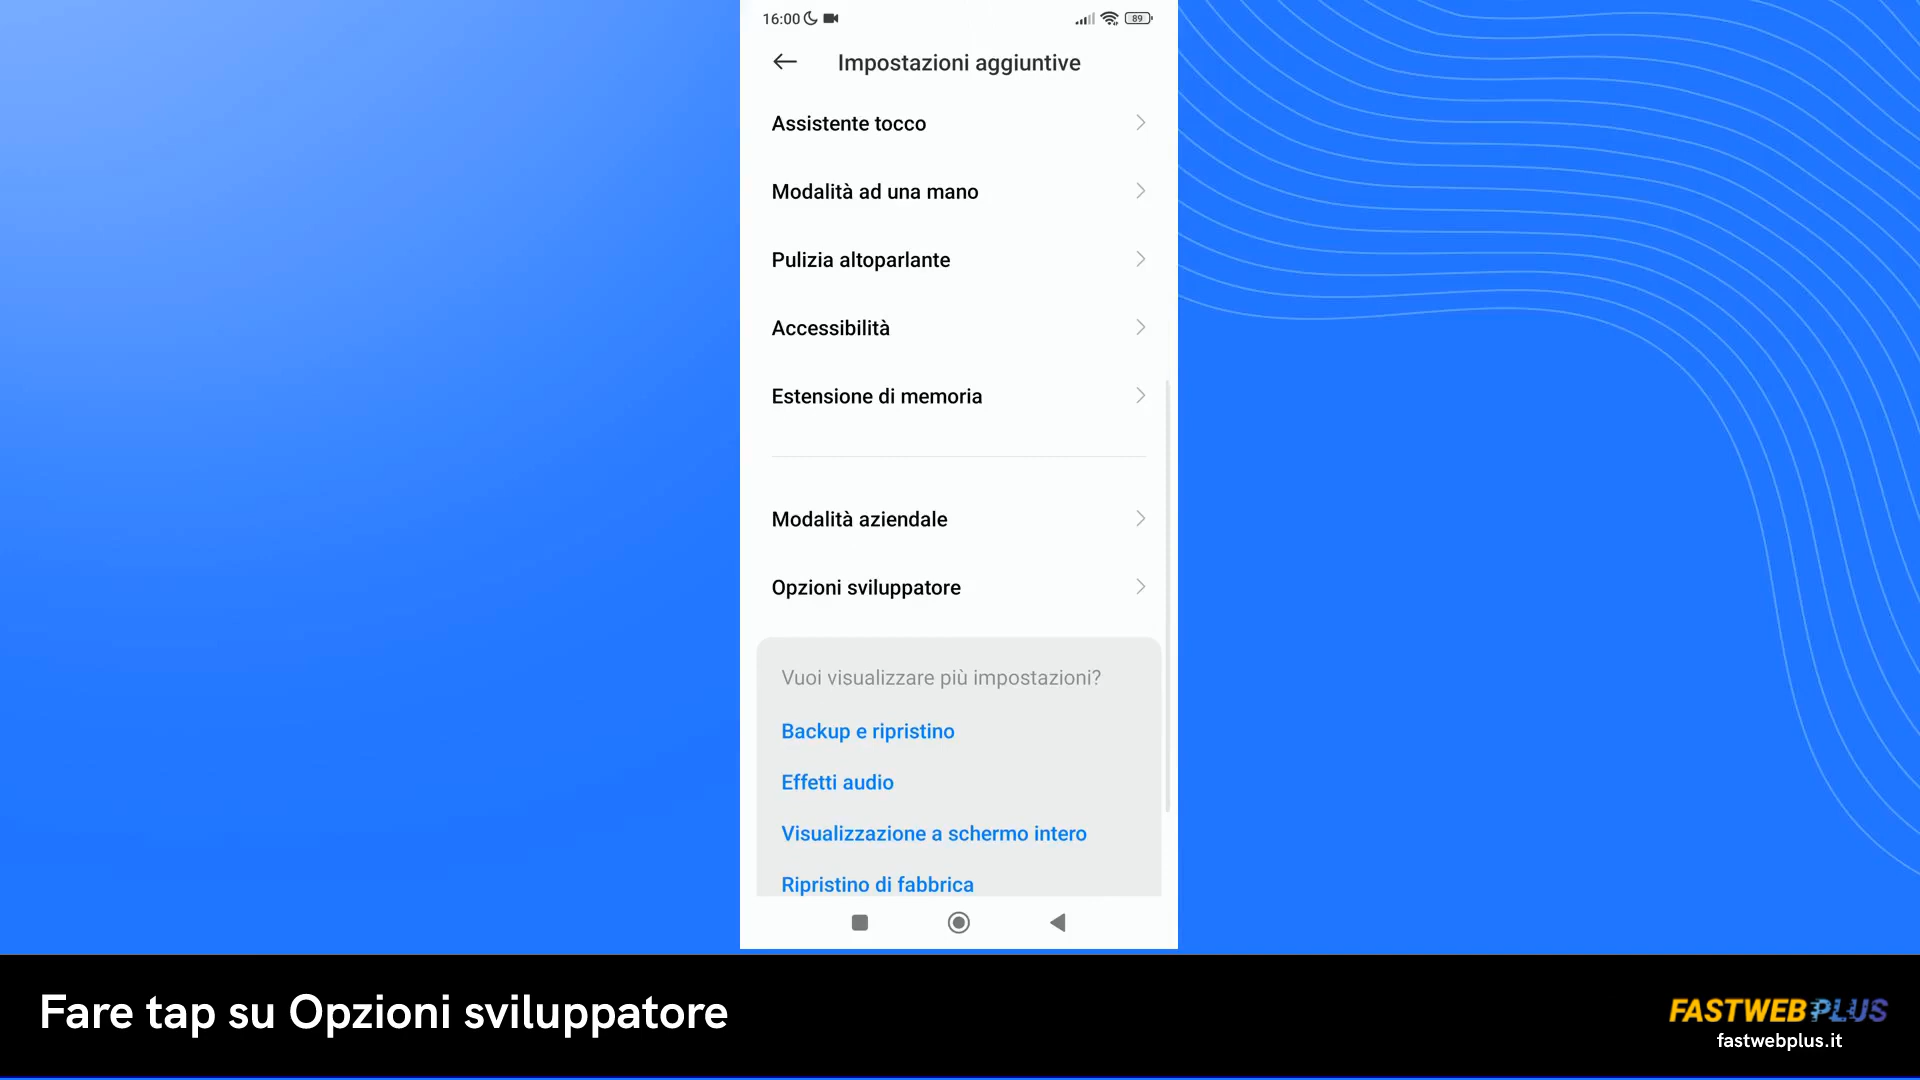 16:00
89
Impostazioni aggiuntive
Assistente tocco
Modalità ad una mano
Pulizia altoparlante
Accessibilità
Estensione di memoria
Modalità aziendale
Opzioni sviluppatore
Vuoi visualizzare più impostazioni?
Backup e ripristino
Effetti audio
Visualizzazione a schermo intero
Ripristino di fabbrica
Fare tap su Opzioni sviluppatore
FASTWEB PLUS
fastwebplus.it